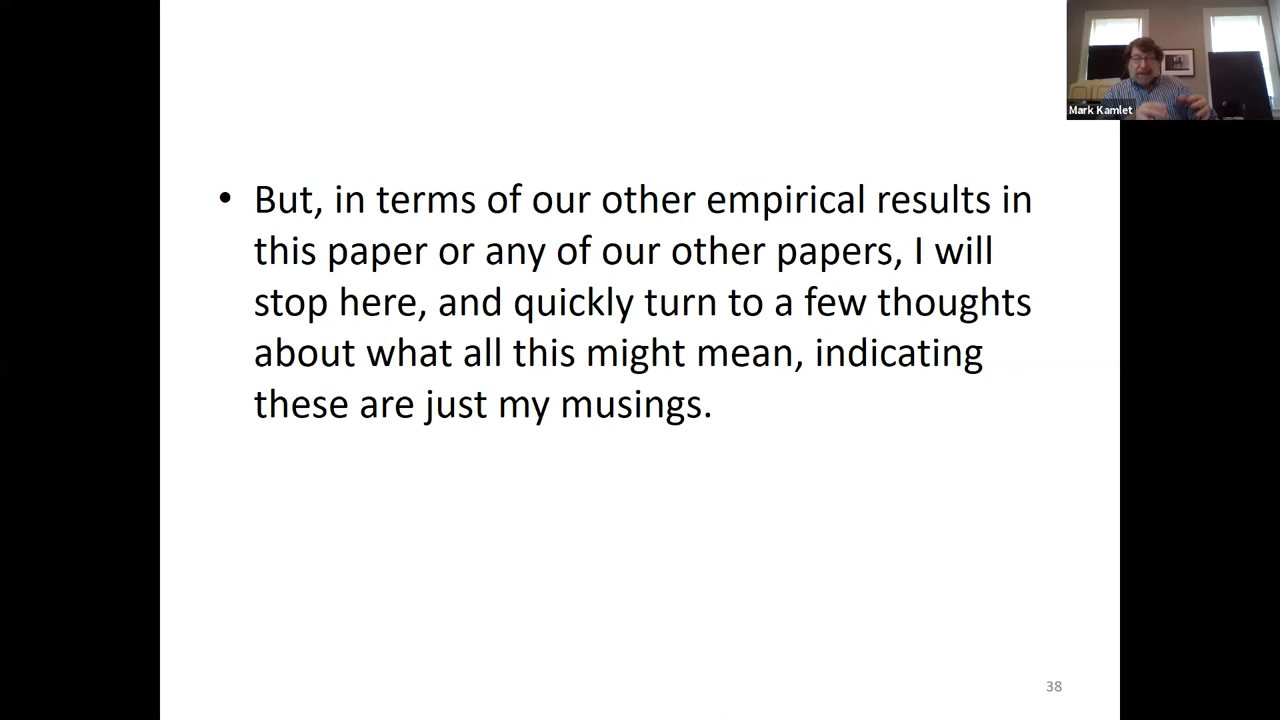 Mark Kamlet
• But, in terms of our other empirical results in
this paper or any of our other papers, I will
stop here, and quickly turn to a few thoughts
about what all this might mean, indicating
these are just my musings.
38